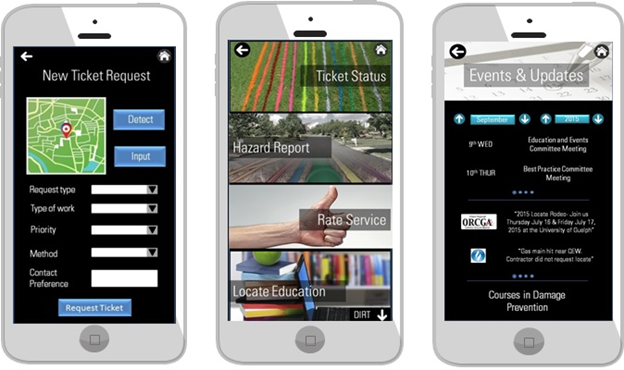 New Ticket Request
Detect
Input
Request type
Type of work
Priority
Method
Contact
Preference
Request Ticket
Ticket Status
Hazard Report
Rate Service
Locate Education
DIRT
Events & Updates
September
2015
9th WED
Education and Events
Committee Meeting
10th THUR
Best Practice Committee
Meeting
ORCGA
"2015 Locate Rodeo- Join us
Thursday July 16 & Friday July 17,
2015 at the University of Guelph"
"Gas main hit near QEW.
Contractor did not request locate"
Courses in Damage
Prevention